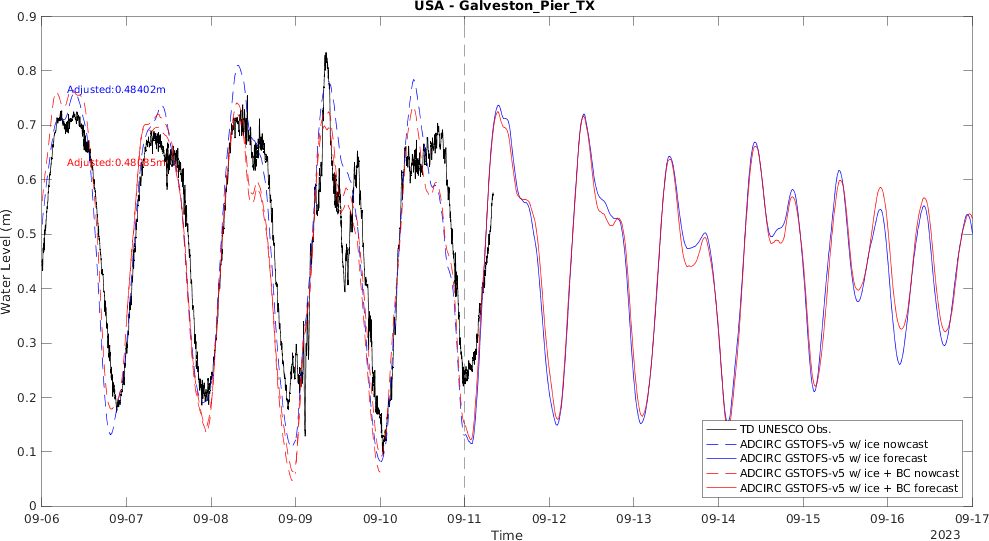 USA - Galveston_Pier_TX
0.9
0.8
0.7
0.6
0.5
0.4
0.3
0.2
0.1
0
Water Level (m)
Adjusted:0.48402m
TD UNESCO Obs.
ADCIRC GSTOFS-v5 w/ ice nowcast
ADCIRC GSTOFS-v5 w/ ice forecast
ADCIRC GSTOFS-v5 w/ ice + BC nowcast
ADCIRC GSTOFS-v5 w/ ice + BC forecast
09-06 09-07 09-08 09-09 09-10 09-11 09-12 09-13 09-14 09-15 09-16 09-17
Time
2023